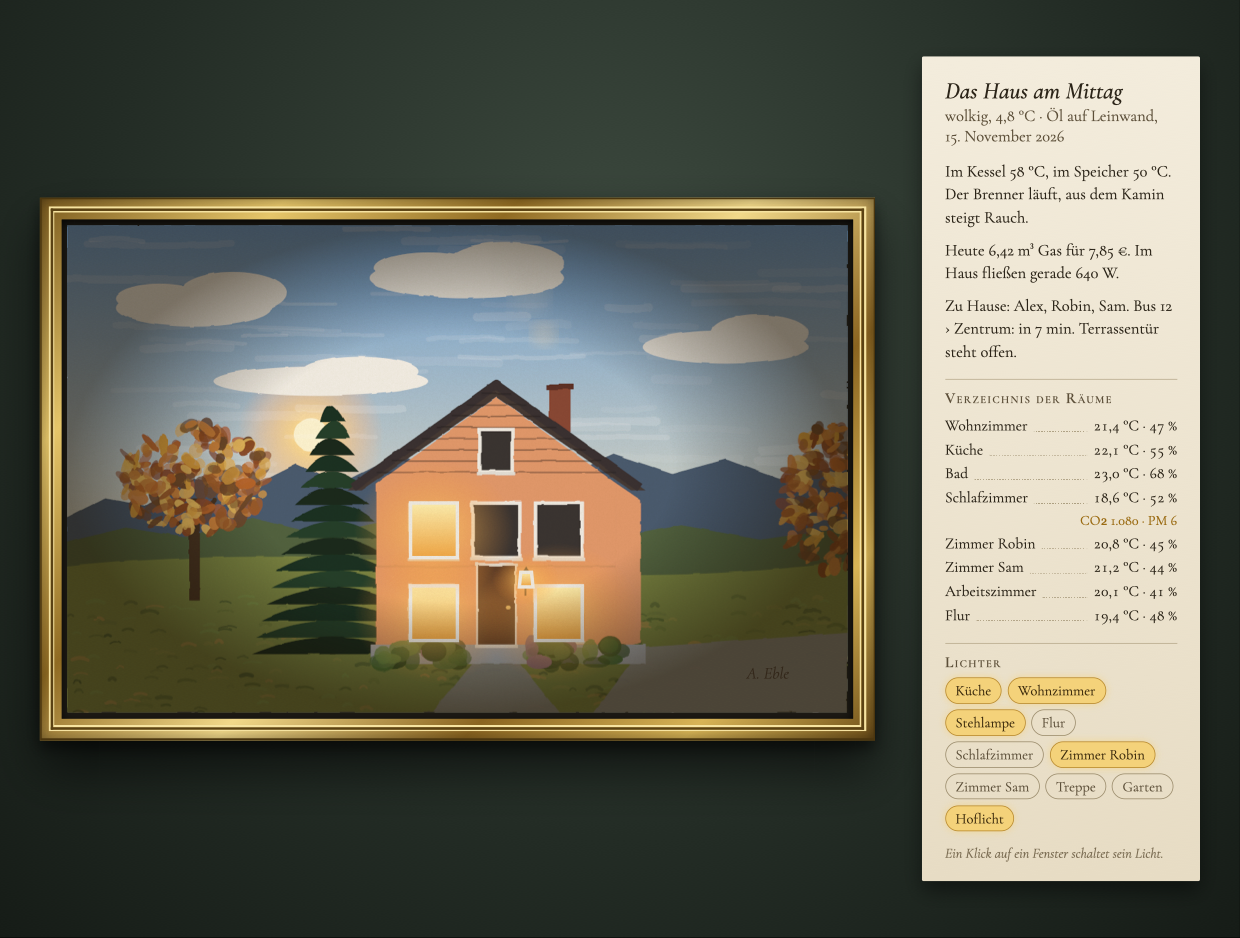 Das Haus am Mittag
wolkig, 4,8 °C · Öl auf Leinwand,
15. November 2026
Im Kessel 58 °C, im Speicher 50 °C.
Der Brenner läuft, aus dem Kamin
steigt Rauch.
Heute 6,42 m³ Gas für 7,85 €. Im
Haus fließen gerade 640 W.
Zu Hause: Alex, Robin, Sam. Bus 12
› Zentrum: in 7 min. Terrassentür
steht offen.
Verzeichnis der Räume
Wohnzimmer 21,4 °C · 47 %
Küche 22,1 °C · 55 %
Bad 23,0 °C · 68 %
Schlafzimmer 18,6 °C · 52 %
CO2 1.080 · PM 6
Zimmer Robin 20,8 °C · 45 %
Zimmer Sam 21,2 °C · 44 %
Arbeitszimmer 20,1 °C · 41 %
Flur 19,4 °C · 48 %
Lichter
Küche Wohnzimmer
Stehlampe Flur
Schlafzimmer Zimmer Robin
Zimmer Sam Treppe Garten
Hoflicht
Ein Klick auf ein Fenster schaltet sein Licht.
A. Eble